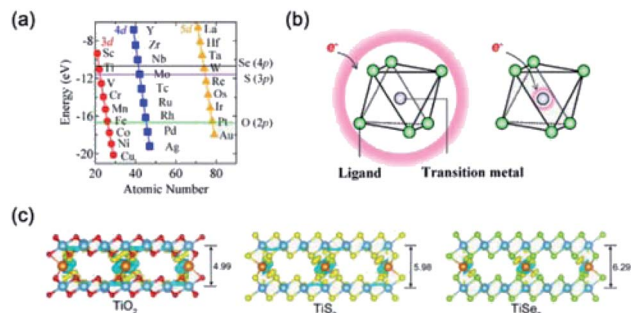 (a)
3d
4d
5d
Sc
Ti
V
Cr
Mn
Fe
Co
Ni
Cu
Y
Zr
Nb
Mo
Tc
Ru
Rh
Pd
Ag
La
Hf
Ta
W
Re
Os
Ir
Pt
Au
Se (4p)
S (3p)
O (2p)
Energy (eV)
-8
-12
-16
-20
20
40
60
80
Atomic Number
(b)
e-
e-
Ligand
Transition metal
(c)
4.99
5.98
6.29
TiO2
TiS2
TiSe2